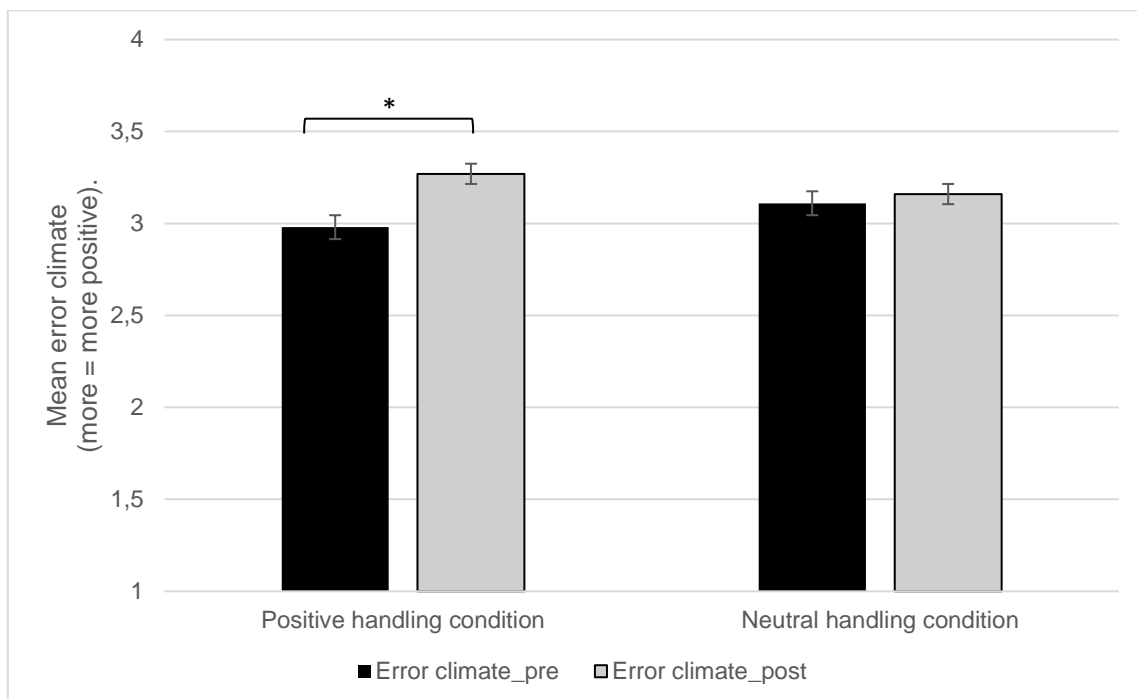 4
*
3,5
3
2,5
2
1,5
1
Mean error climate
(more = more positive).
Positive handling condition
Neutral handling condition
Error climate_pre
Error climate_post